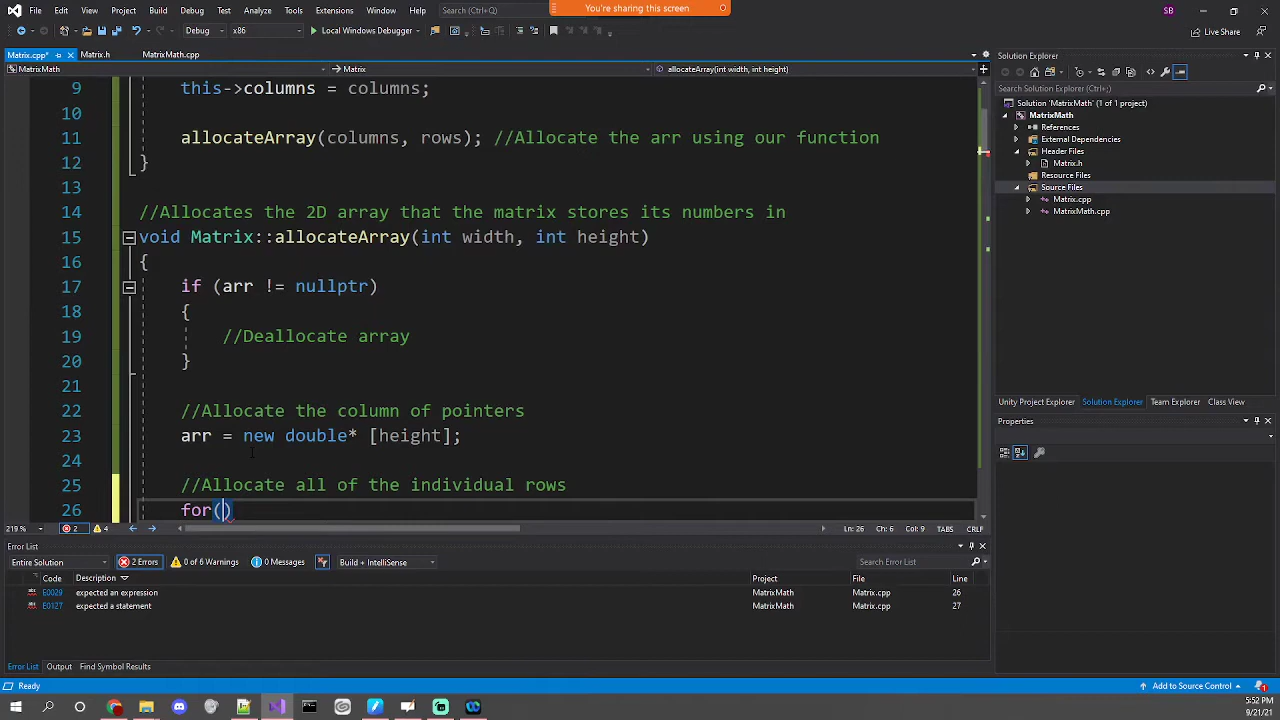 You're sharing this screen
File Edit View Project Build Debug Test Analyze Tools Extensions Window Help Search (Ctrl+Q) SB
Debug x86 Local Windows Debugger Live Share
Matrix.cpp* Matrix.h MatrixMath.cpp
MatrixMath Matrix allocateArray(int width, int height)
9 this->columns = columns;
10
11 allocateArray(columns, rows); //Allocate the arr using our function
12 }
13
14 //Allocates the 2D array that the matrix stores its numbers in
15 void Matrix::allocateArray(int width, int height)
16 {
17 if (arr != nullptr)
18 {
19 //Deallocate array
20 }
21
22 //Allocate the column of pointers
23 arr = new double* [height];
24
25 //Allocate all of the individual rows
26 for()
219 % 2 4 Ln: 26 Ch: 6 Col: 9 TABS CRLF
Error List
Entire Solution 2 Errors 0 of 6 Warnings 0 Messages Build + IntelliSense Search Error List
Code Description Project File Line
E0029 expected an expression MatrixMath Matrix.cpp 26
E0127 expected a statement MatrixMath Matrix.cpp 27
Error List Output Find Symbol Results
Solution Explorer
Search Solution Explorer (Ctrl+;)
Solution 'MatrixMath' (1 of 1 project)
MatrixMath
References
External Dependencies
Header Files
Matrix.h
Resource Files
Source Files
Matrix.cpp
MatrixMath.cpp
Unity Project Explorer Solution Explorer Team Explorer Class View
Properties
Ready Add to Source Control 1
5:52 PM
9/21/21